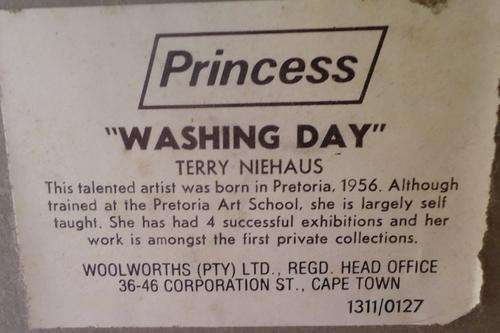 Princess
"WASHING DAY"
TERRY NIEHAUS
This talented artist was born in Pretoria, 1956. Although
trained at the Pretoria Art School, she is largely self
taught. She has had 4 successful exhibitions and her
work is amongst the first private collections.
WOOLWORTHS (PTY) LTD., REGD. HEAD OFFICE
36-46 CORPORATION ST., CAPE TOWN
1311/0127